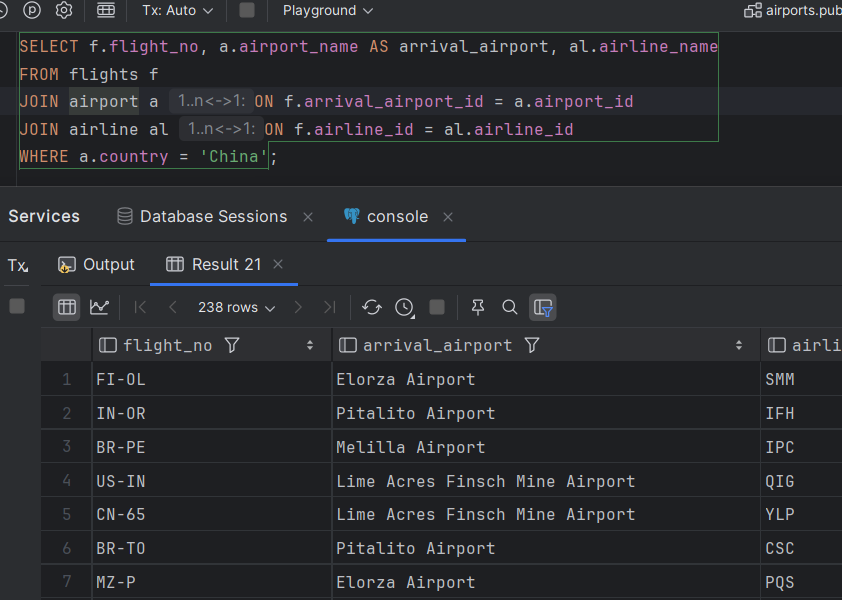 Tx: Auto Playground airports.pub
SELECT f.flight_no, a.airport_name AS arrival_airport, al.airline_name
FROM flights f
JOIN airport a 1..n<->1: ON f.arrival_airport_id = a.airport_id
JOIN airline al 1..n<->1: ON f.airline_id = al.airline_id
WHERE a.country = 'China';
Services Database Sessions × console ×
Tx Output Result 21 ×
238 rows
flight_no arrival_airport airli
1 FI-OL Elorza Airport SMM
2 IN-OR Pitalito Airport IFH
3 BR-PE Melilla Airport IPC
4 US-IN Lime Acres Finsch Mine Airport QIG
5 CN-65 Lime Acres Finsch Mine Airport YLP
6 BR-TO Pitalito Airport CSC
7 MZ-P Elorza Airport PQS